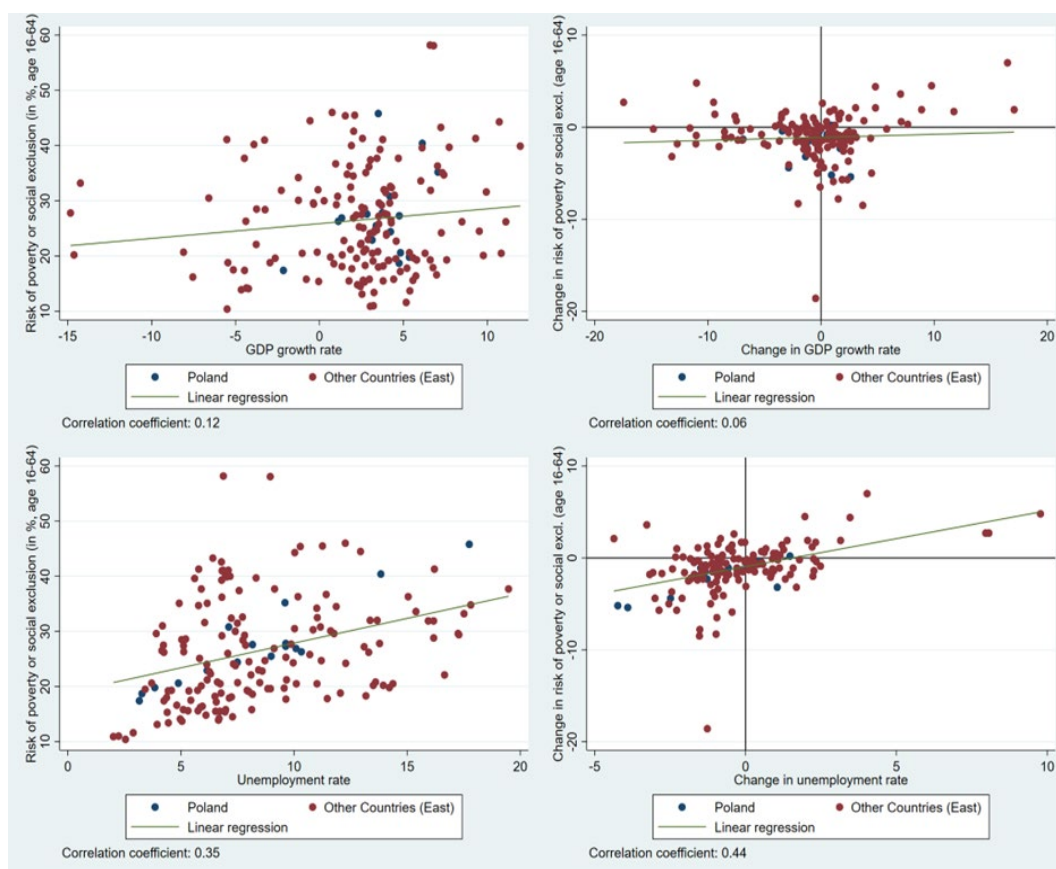 Risk of poverty or social exclusion (in %, age 16-64)
60
50
40
30
20
10
-15
-10
-5
0
5
10
GDP growth rate
Poland
Other Countries (East)
Linear regression
Correlation coefficient: 0.12
Change in risk of poverty or social excl. (age 16-64)
10
0
-10
-20
-20
-10
0
10
20
Change in GDP growth rate
Poland
Other Countries (East)
Linear regression
Correlation coefficient: 0.06
Risk of poverty or social exclusion (in %, age 16-64)
60
50
40
30
20
10
0
5
10
15
20
Unemployment rate
Poland
Other Countries (East)
Linear regression
Correlation coefficient: 0.35
Change in risk of poverty or social excl. (age 16-64)
10
0
-10
-20
-5
0
5
10
Change in unemployment rate
Poland
Other Countries (East)
Linear regression
Correlation coefficient: 0.44